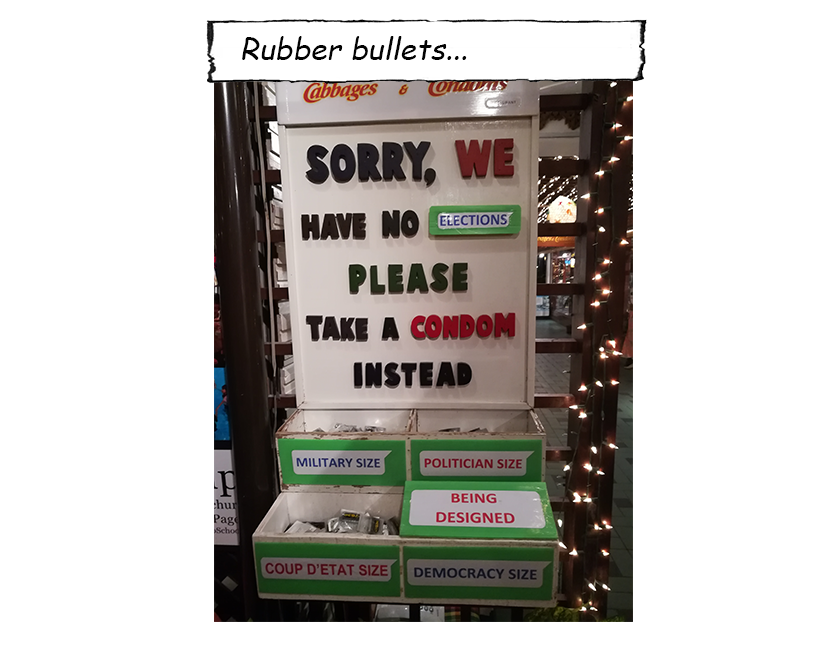 Rubber bullets...
Cabbages & Condoms
SORRY, WE
HAVE NO ELECTIONS
PLEASE
TAKE A CONDOM
INSTEAD
MILITARY SIZE
POLITICIAN SIZE
BEING
DESIGNED
COUP D'ETAT SIZE
DEMOCRACY SIZE
Page